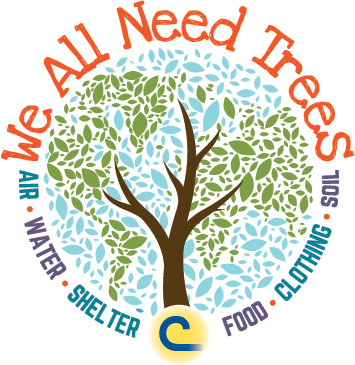 We All Need Trees
AIR • WATER • SHELTER
FOOD • CLOTHING • SOIL